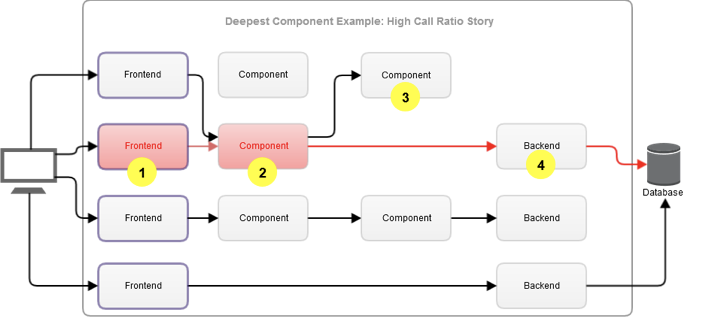 Deepest Component Example: High Call Ratio Story
Frontend
Component
Component
3
Frontend
Component
Backend
1
2
4
Database
Frontend
Component
Component
Backend
Frontend
Backend